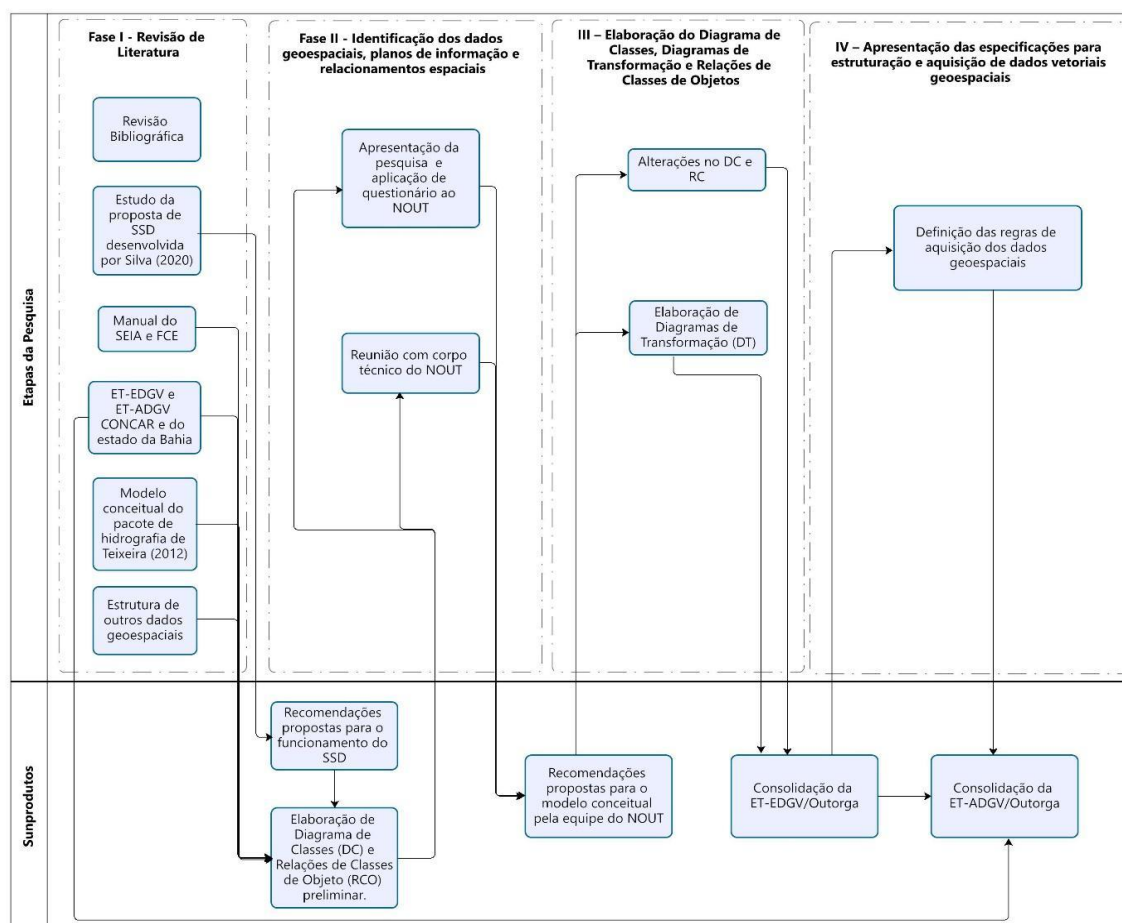 Etapas da Pesquisa
Fase I - Revisão de
Literatura
Revisão
Bibliográfica
Estudo da
proposta de
SSD
desenvolvida
por Silva (2020)
Manual do
SEIA e FCE
ET-EDGV e
ET-ADGV
CONCAR e do
estado da Bahia
Modelo
conceitual do
pacote de
hidrografia de
Teixeira (2012)
Estrutura de
outros dados
geoespaciais
Fase II - Identificação dos dados
geoespaciais, planos de informação e
relacionamentos espaciais
Apresentação da
pesquisa e
aplicação de
questionário ao
NOUT
Reunião com corpo
técnico do NOUT
III – Elaboração do Diagrama de
Classes, Diagramas de
Transformação e Relações de
Classes de Objetos
Alterações no DC e
RC
Elaboração de
Diagramas de
Transformação (DT)
IV – Apresentação das especificações para
estruturação e aquisição de dados vetoriais
geoespaciais
Definição das regras de
aquisição dos dados
geoespaciais
Sunprodutos
Recomendações
propostas para o
funcionamento do
SSD
Elaboração de
Diagrama de
Classes (DC) e
Relações de Classes
de Objeto (RCO)
preliminar.
Recomendações
propostas para o
modelo conceitual
pela equipe do NOUT
Consolidação da
ET-EDGV/Outorga
Consolidação da
ET-ADGV/Outorga